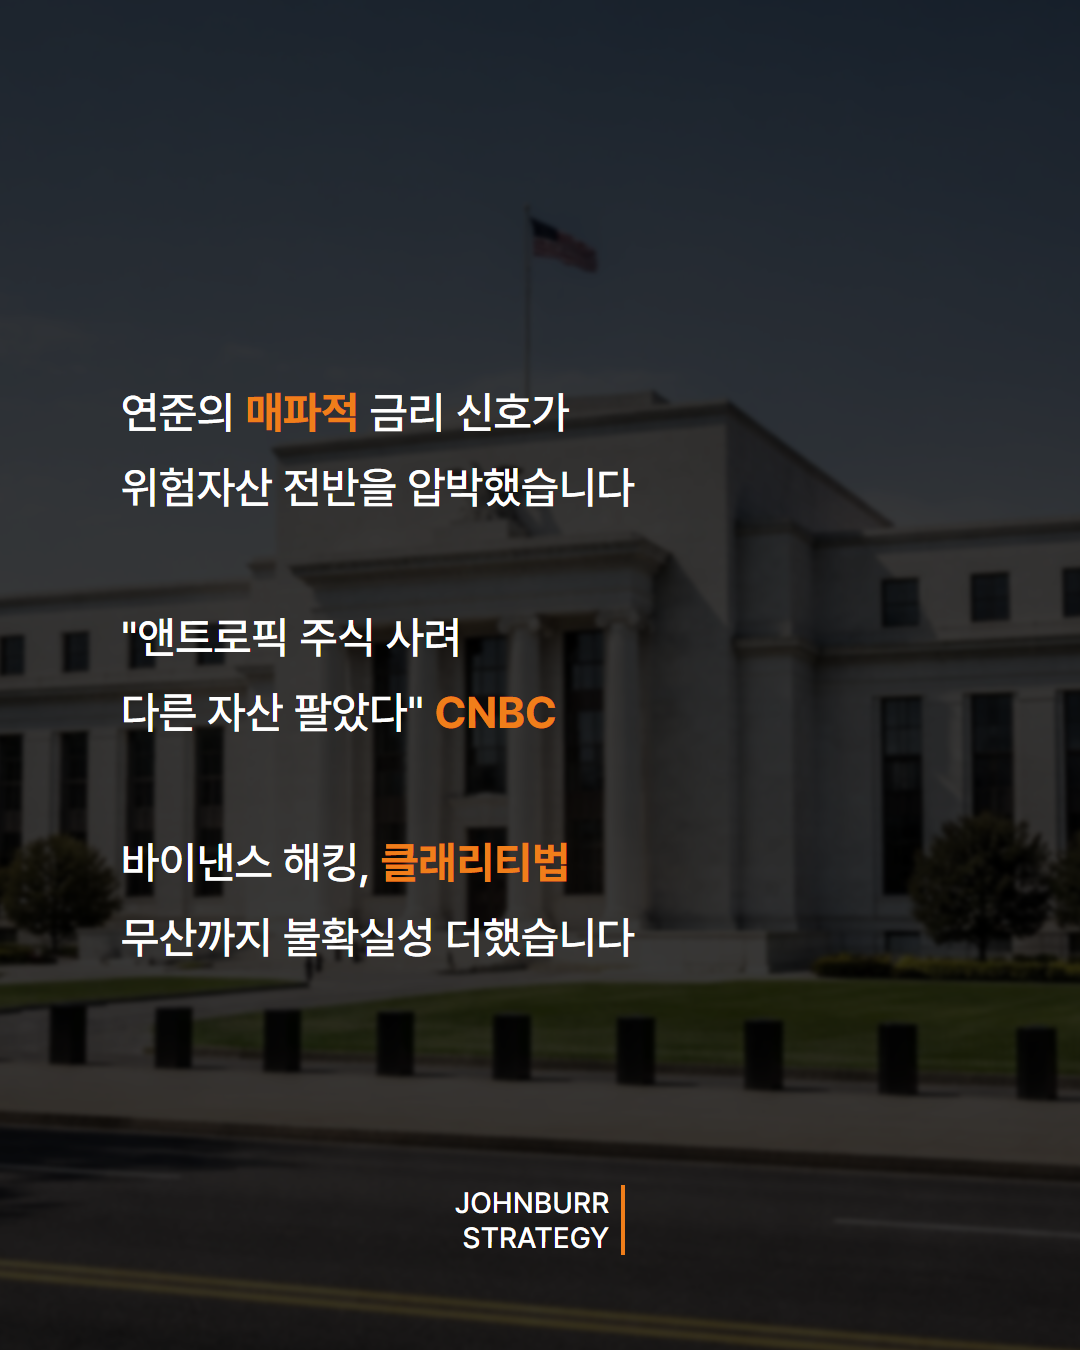 연준의 매파적 금리 신호가
위험자산 전반을 압박했습니다
"앤트로픽 주식 사려
다른 자산 팔았다" CNBC
바이낸스 해킹, 클래리티법
무산까지 불확실성 더했습니다
JOHNBURR
STRATEGY